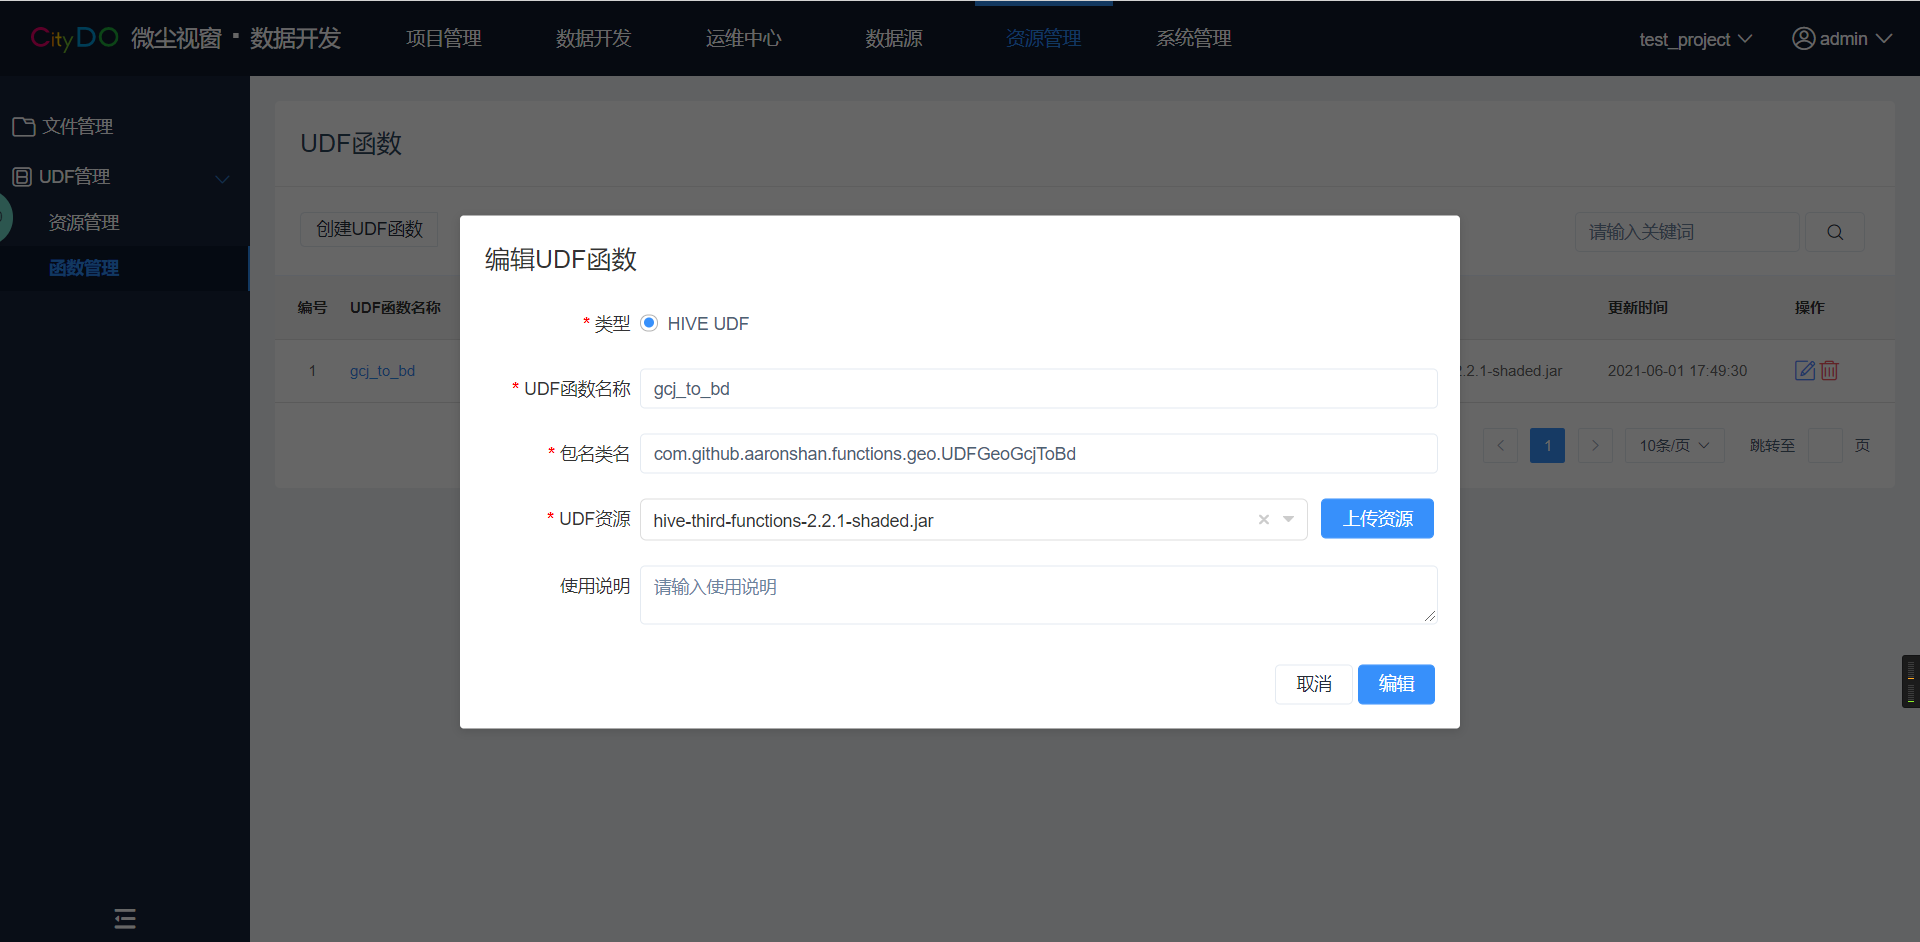 CityDO 微尘视窗 · 数据开发 项目管理 数据开发 运维中心 数据源 资源管理 系统管理 test_project admin
文件管理
UDF管理
资源管理
函数管理
UDF函数
创建UDF函数 请输入关键词
编号 UDF函数名称 更新时间 操作
1 gcj_to_bd .2.1-shaded.jar 2021-06-01 17:49:30
1 10条/页 跳转至 页
编辑UDF函数
* 类型 HIVE UDF
* UDF函数名称 gcj_to_bd
* 包名类名 com.github.aaronshan.functions.geo.UDFGeoGcjToBd
* UDF资源 hive-third-functions-2.2.1-shaded.jar 上传资源
使用说明 请输入使用说明
取消 编辑